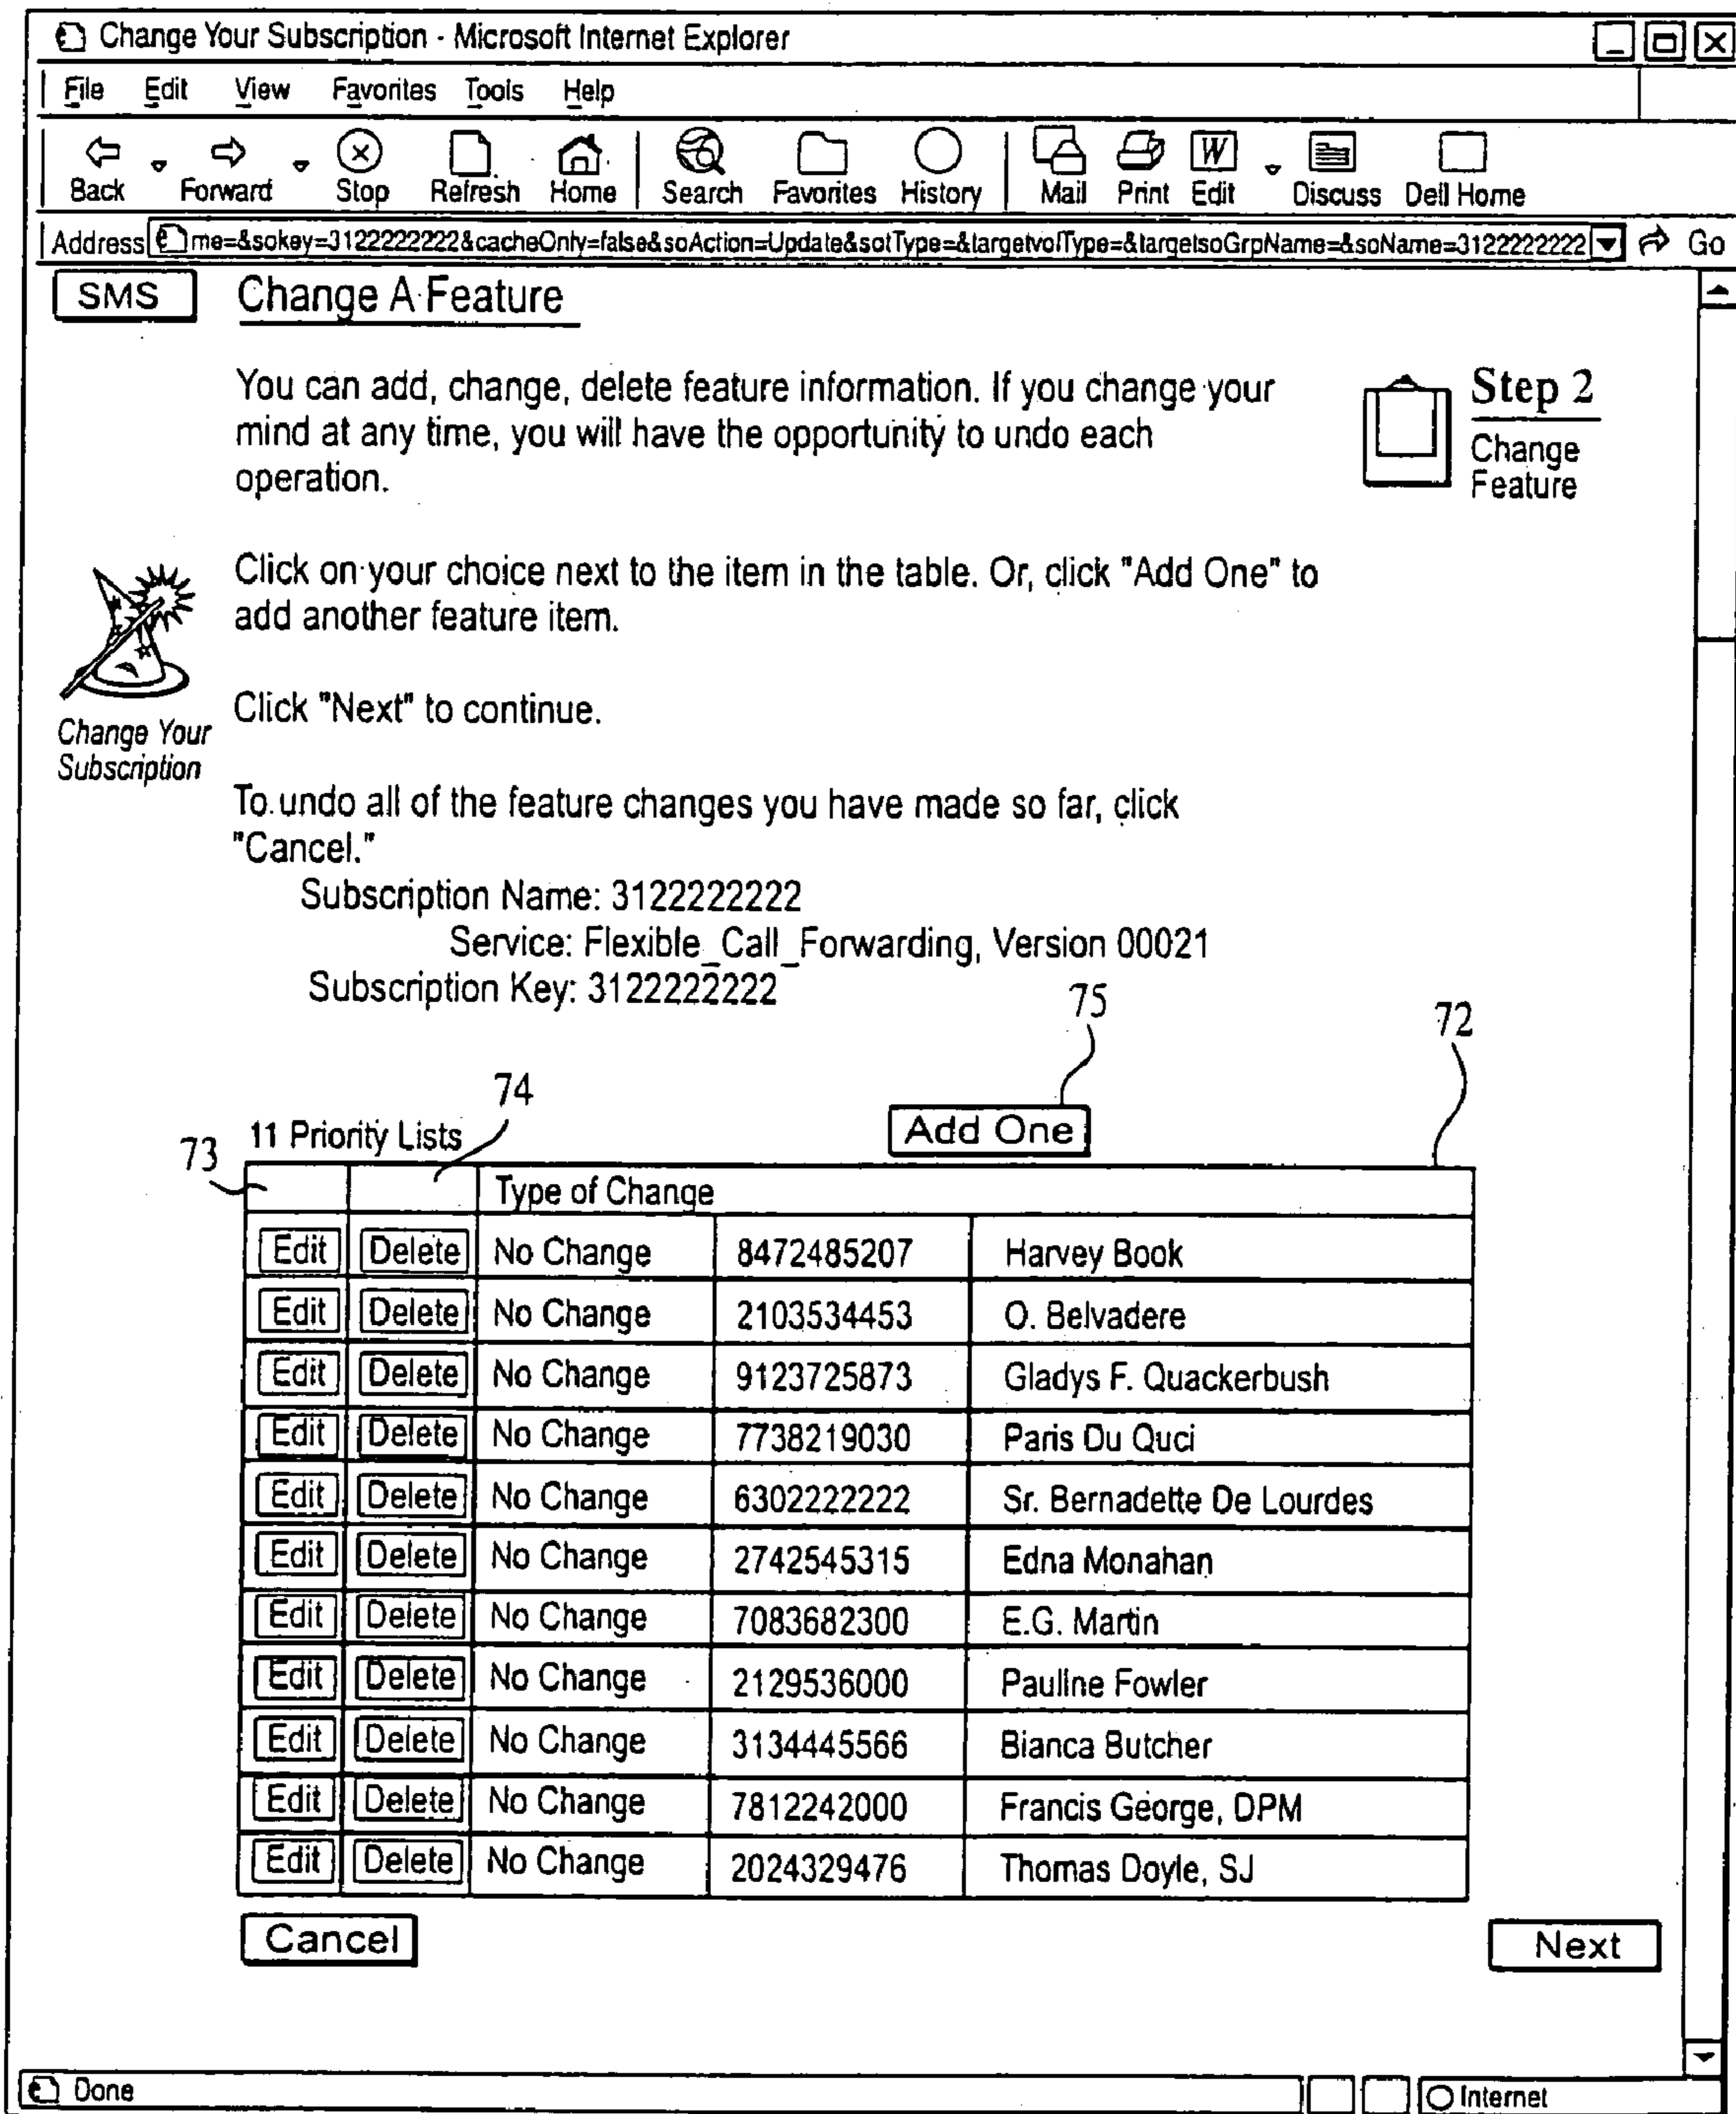 Change Your Subscription - Microsoft Internet Explorer
File Edit View Favorites Tools Help
Back Forward Stop Refresh Home Search Favorites History Mail Print Edit Discuss Dell Home
W
Address me=&sokey=3122222222&cacheOnly=false&soAction=Update&sotType=&targetvolType=&targetsoGrpName=&soName=3122222222 Go
SMS Change A Feature
You can add, change, delete feature information. If you change your
mind at any time, you will have the opportunity to undo each
operation.
Step 2
Change
Feature
Click on your choice next to the item in the table. Or, click "Add One" to
add another feature item.
Click "Next" to continue.
Change Your
Subscription
To undo all of the feature changes you have made so far, click
"Cancel."
Subscription Name: 3122222222
Service: Flexible_Call_Forwarding, Version 00021
Subscription Key: 3122222222
75
72
74
73
11 Priority Lists Add One
Type of Change
Edit Delete No Change 8472485207 Harvey Book
Edit Delete No Change 2103534453 O. Belvadere
Edit Delete No Change 9123725873 Gladys F. Quackerbush
Edit Delete No Change 7738219030 Paris Du Quci
Edit Delete No Change 6302222222 Sr. Bernadette De Lourdes
Edit Delete No Change 2742545315 Edna Monahan
Edit Delete No Change 7083682300 E.G. Martin
Edit Delete No Change 2129536000 Pauline Fowler
Edit Delete No Change 3134445566 Bianca Butcher
Edit Delete No Change 7812242000 Francis George, DPM
Edit Delete No Change 2024329476 Thomas Doyle, SJ
Cancel Next
Done Internet